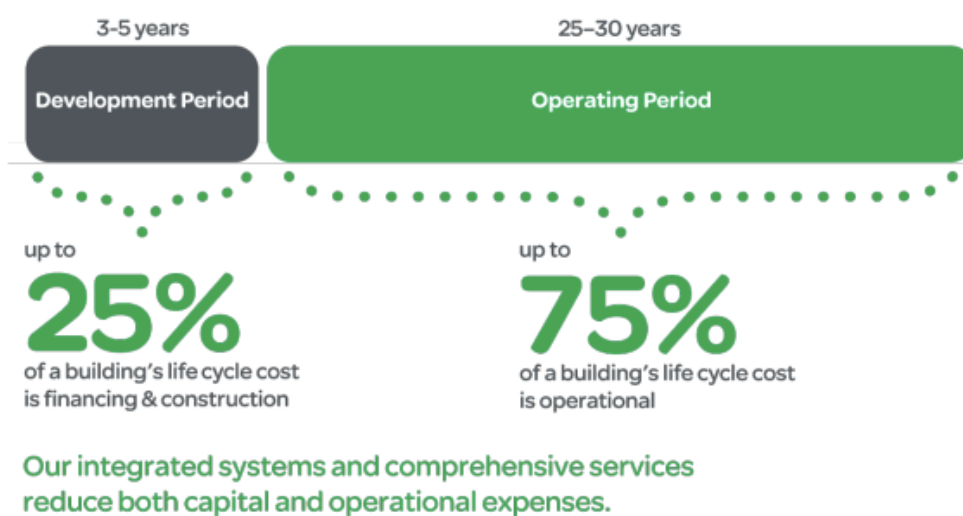 3-5 years
25–30 years
Development Period
Operating Period
up to
25%
of a building's life cycle cost
is financing & construction
up to
75%
of a building's life cycle cost
is operational
Our integrated systems and comprehensive services
reduce both capital and operational expenses.